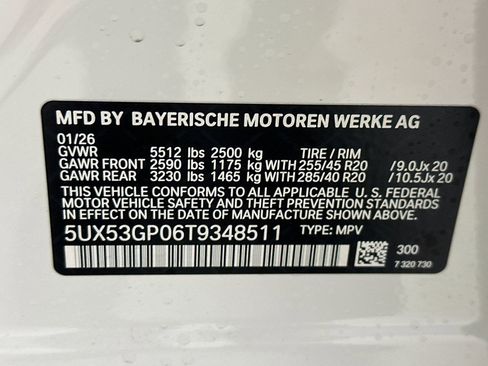 MFD BY BAYERISCHE MOTOREN WERKE AG
01/26
GVWR 5512 lbs 2500 kg TIRE / RIM
GAWR FRONT 2590 lbs 1175 kg WITH 255/45 R20 /9.0Jx 20
GAWR REAR 3230 lbs 1465 kg WITH 285/40 R20 /10.5Jx 20
THIS VEHICLE CONFORMS TO ALL APPLICABLE U. S. FEDERAL
MOTOR VEHICLE SAFETY, BUMPER, AND THEFT PREVENTION
STANDARDS IN EFFECT ON THE DATE OF MANUFACTURE SHOWN ABOVE.
5UX53GP06T9348511 TYPE: MPV
300
7 320 730